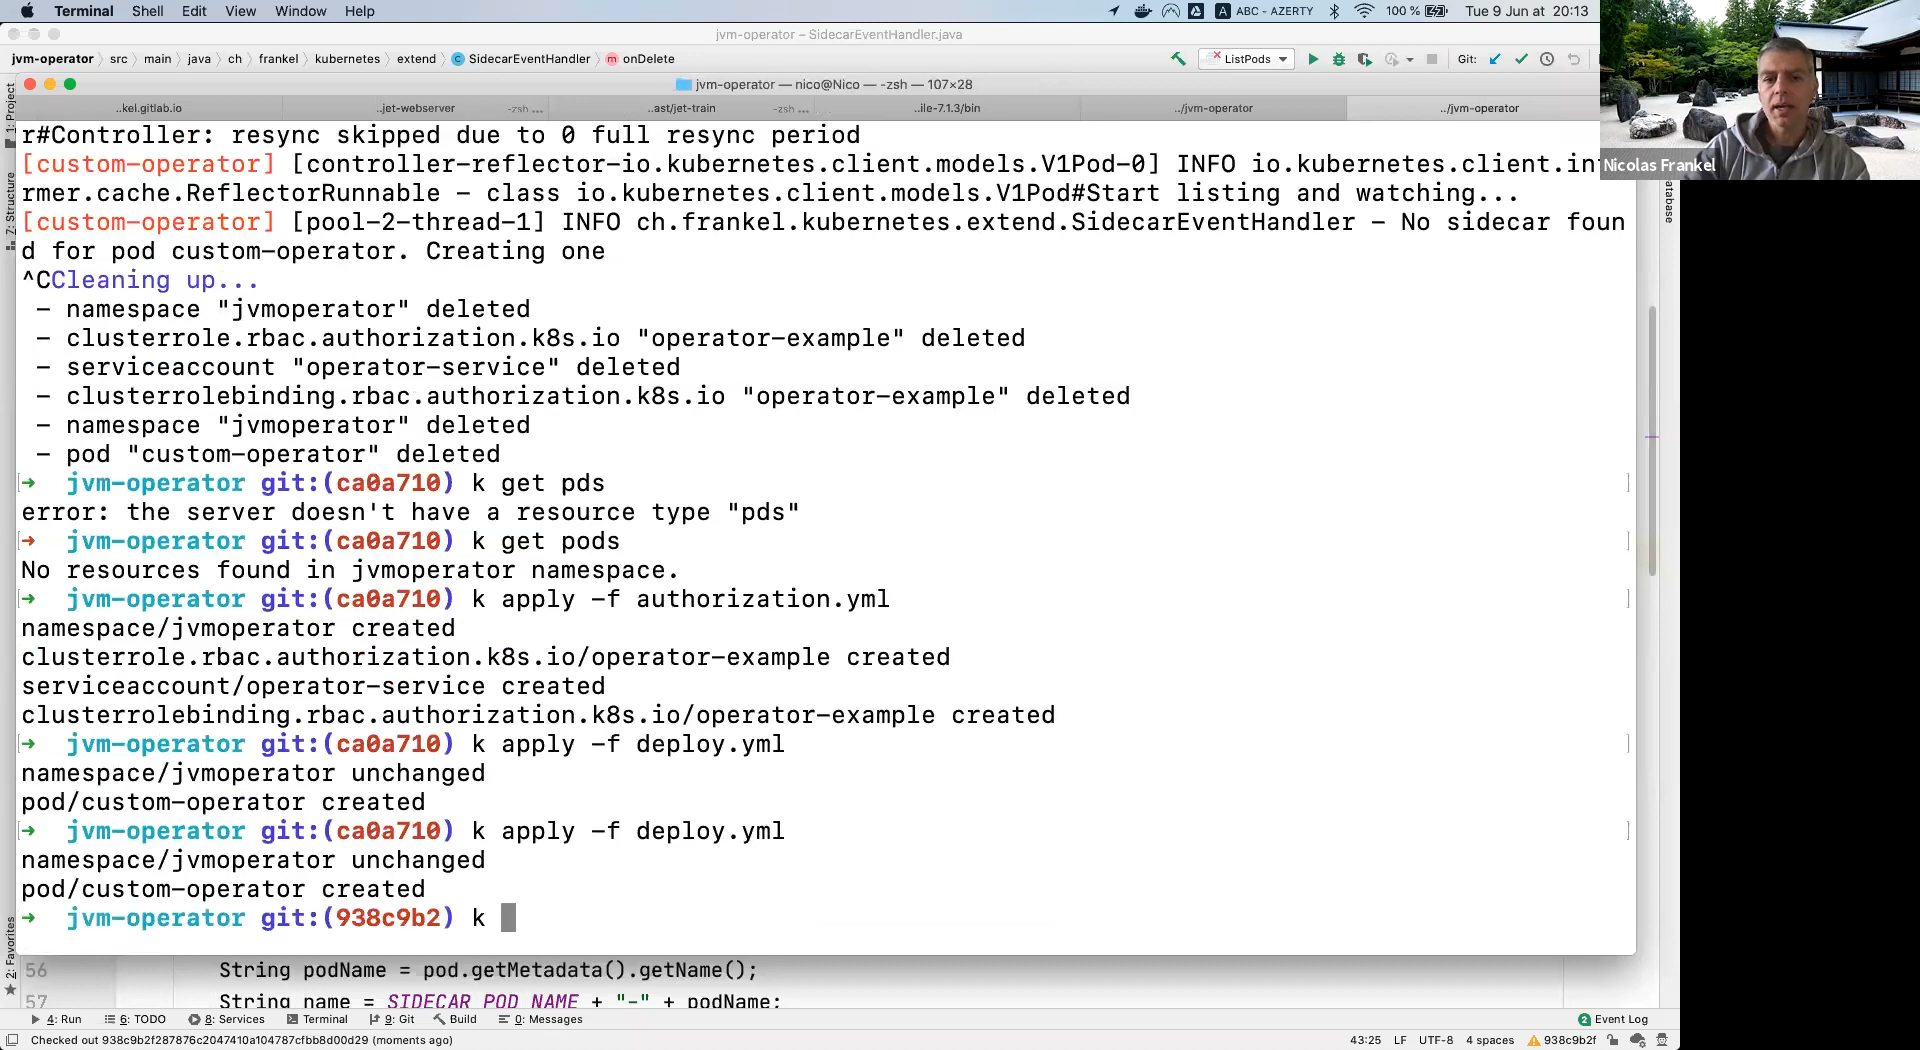 Terminal Shell Edit View Window Help ABC - AZERTY 100 % Tue 9 Jun at 20:13
jvm-operator – SidecarEventHandler.java
jvm-operator src main java ch frankel kubernetes extend SidecarEventHandler onDelete ListPods Git:
jvm-operator — nico@Nico — -zsh — 107×28
..kel.gitlab.io ..jet-webserver -zsh ... ..ast/jet-train -zsh ... ..ile-7.1.3/bin ../jvm-operator ../jvm-operator
r#Controller: resync skipped due to 0 full resync period
[custom-operator] [controller-reflector-io.kubernetes.client.models.V1Pod-0] INFO io.kubernetes.client.in
rmer.cache.ReflectorRunnable - class io.kubernetes.client.models.V1Pod#Start listing and watching...
[custom-operator] [pool-2-thread-1] INFO ch.frankel.kubernetes.extend.SidecarEventHandler - No sidecar foun
d for pod custom-operator. Creating one
^CCleaning up...
- namespace "jvmoperator" deleted
- clusterrole.rbac.authorization.k8s.io "operator-example" deleted
- serviceaccount "operator-service" deleted
- clusterrolebinding.rbac.authorization.k8s.io "operator-example" deleted
- namespace "jvmoperator" deleted
- pod "custom-operator" deleted
→ jvm-operator git:(ca0a710) k get pds
error: the server doesn't have a resource type "pds"
→ jvm-operator git:(ca0a710) k get pods
No resources found in jvmoperator namespace.
→ jvm-operator git:(ca0a710) k apply -f authorization.yml
namespace/jvmoperator created
clusterrole.rbac.authorization.k8s.io/operator-example created
serviceaccount/operator-service created
clusterrolebinding.rbac.authorization.k8s.io/operator-example created
→ jvm-operator git:(ca0a710) k apply -f deploy.yml
namespace/jvmoperator unchanged
pod/custom-operator created
→ jvm-operator git:(ca0a710) k apply -f deploy.yml
namespace/jvmoperator unchanged
pod/custom-operator created
→ jvm-operator git:(938c9b2) k
56 String podName = pod.getMetadata().getName();
57 String name = SIDECAR_POD_NAME + "-" + podName;
4: Run 6: TODO 8: Services Terminal 9: Git Build 0: Messages 2 Event Log
Checked out 938c9b2f287876c2047410a104787cfbb8d00d29 (moments ago) 43:25 LF UTF-8 4 spaces 938c9b2f
1: Project
Z: Structure
2: Favorites
atabase
Nicolas Frankel